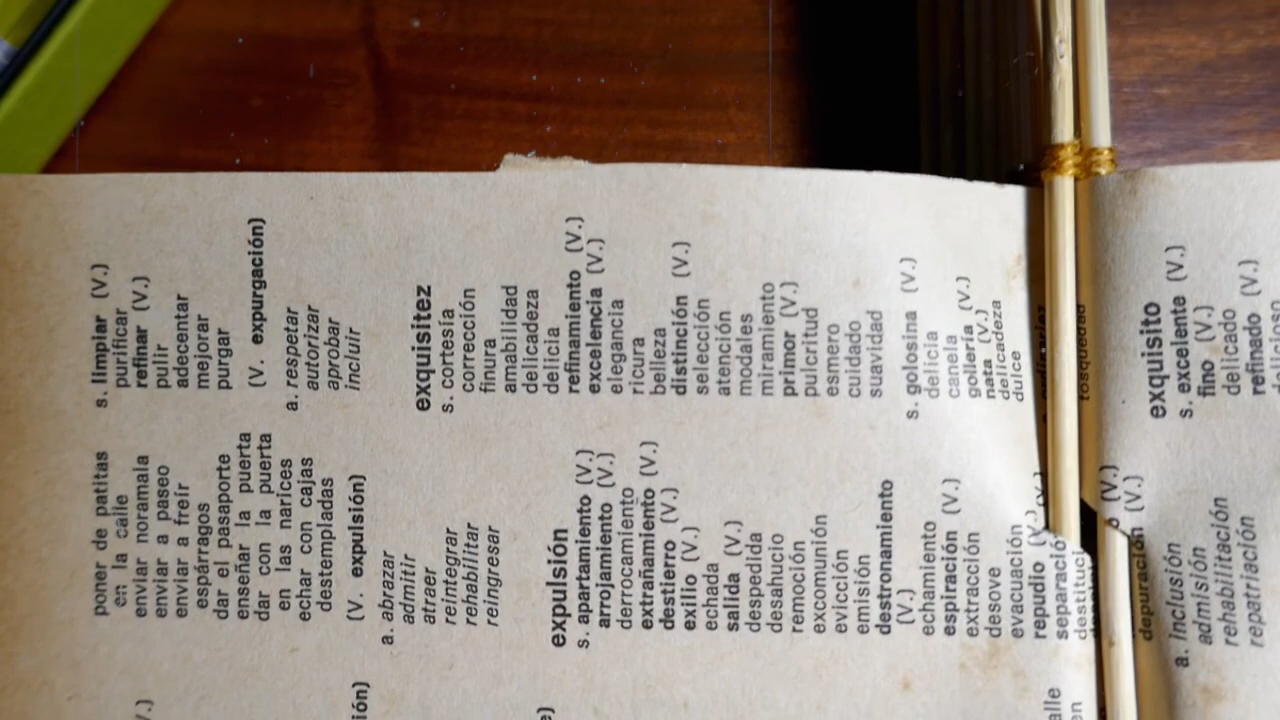 poner de patitas
en la calle
enviar noramala
enviar a paseo
enviar a freír
espárragos
dar el pasaporte
enseñar la puerta
dar con la puerta
en las narices
echar con cajas
destempladas
(V. expulsión)
a. abrazar
admitir
atraer
reintegrar
rehabilitar
reingresar
expulsión
s. apartamiento (V.)
arrojamiento (V.)
derrocamiento
extrañamiento (V.)
destierro (V.)
exilio (V.)
echada
salida (V.)
despedida
desahucio
remoción
excomunión
evicción
emisión
destronamiento
(V.)
echamiento
espiración (V.)
extracción
desove
evacuación (V.)
repudio (V.)
separació
destituci
(V.)
depuración (V.)
a. inclusión
admisión
rehabilitación
repatriación
s. limpiar (V.)
purificar
refinar (V.)
pulir
adecentar
mejorar
purgar
(V. expurgación)
a. respetar
autorizar
aprobar
incluir
exquisitez
s. cortesía
corrección
finura
amabilidad
delicadeza
delicia
refinamiento (V.)
excelencia (V.)
elegancia
ricura
belleza
distinción (V.)
selección
atención
modales
miramiento
primor (V.)
pulcritud
esmero
cuidado
suavidad
s. golosina (V.)
delicia
canela
gollería (V.)
nata (V.)
delicadeza
dulce
tosquedad
exquisito
s. excelente (V.)
fino (V.)
delicado
refinado (V.)